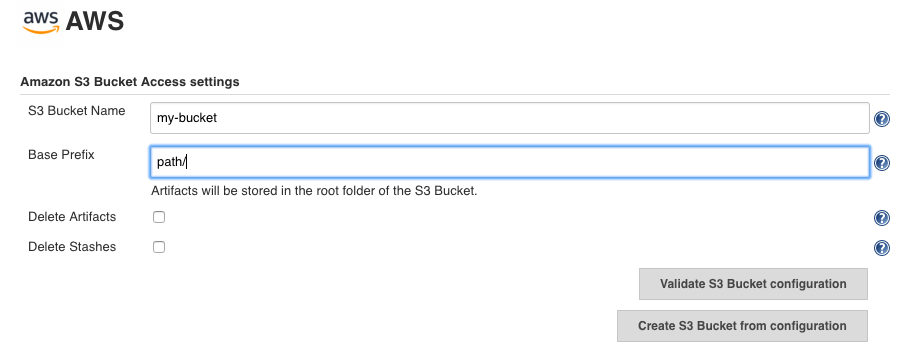 aws AWS
Amazon S3 Bucket Access settings
S3 Bucket Name my-bucket ?
Base Prefix path/ ?
Artifacts will be stored in the root folder of the S3 Bucket.
Delete Artifacts ?
Delete Stashes ?
Validate S3 Bucket configuration
Create S3 Bucket from configuration